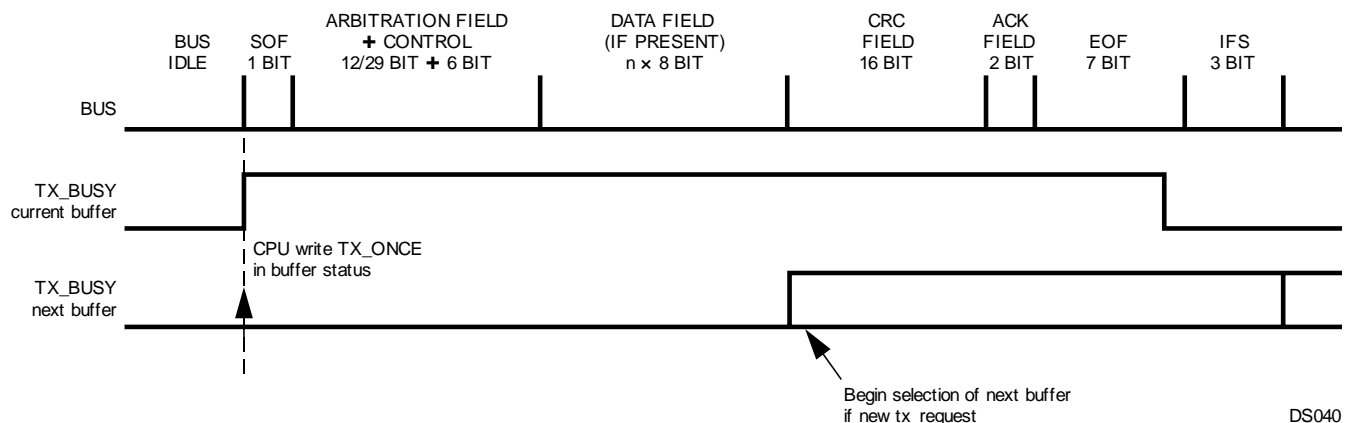 BUS
IDLE
SOF
1 BIT
ARBITRATION FIELD
+ CONTROL
12/29 BIT + 6 BIT
DATA FIELD
(IF PRESENT)
n × 8 BIT
CRC
FIELD
16 BIT
ACK
FIELD
2 BIT
EOF
7 BIT
IFS
3 BIT
BUS
TX_BUSY
current buffer
CPU write TX_ONCE
in buffer status
TX_BUSY
next buffer
Begin selection of next buffer
if new tx request
DS040